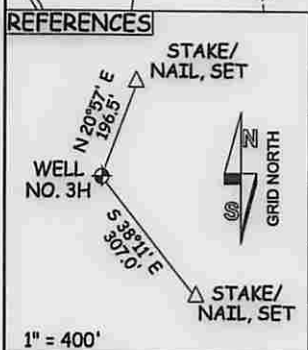 REFERENCES
STAKE/
NAIL, SET
N 20°57' E
196.5'
WELL
NO. 3H
S 38°11' E
307.0'
N
S
GRID NORTH
STAKE/
NAIL, SET
1" = 400'